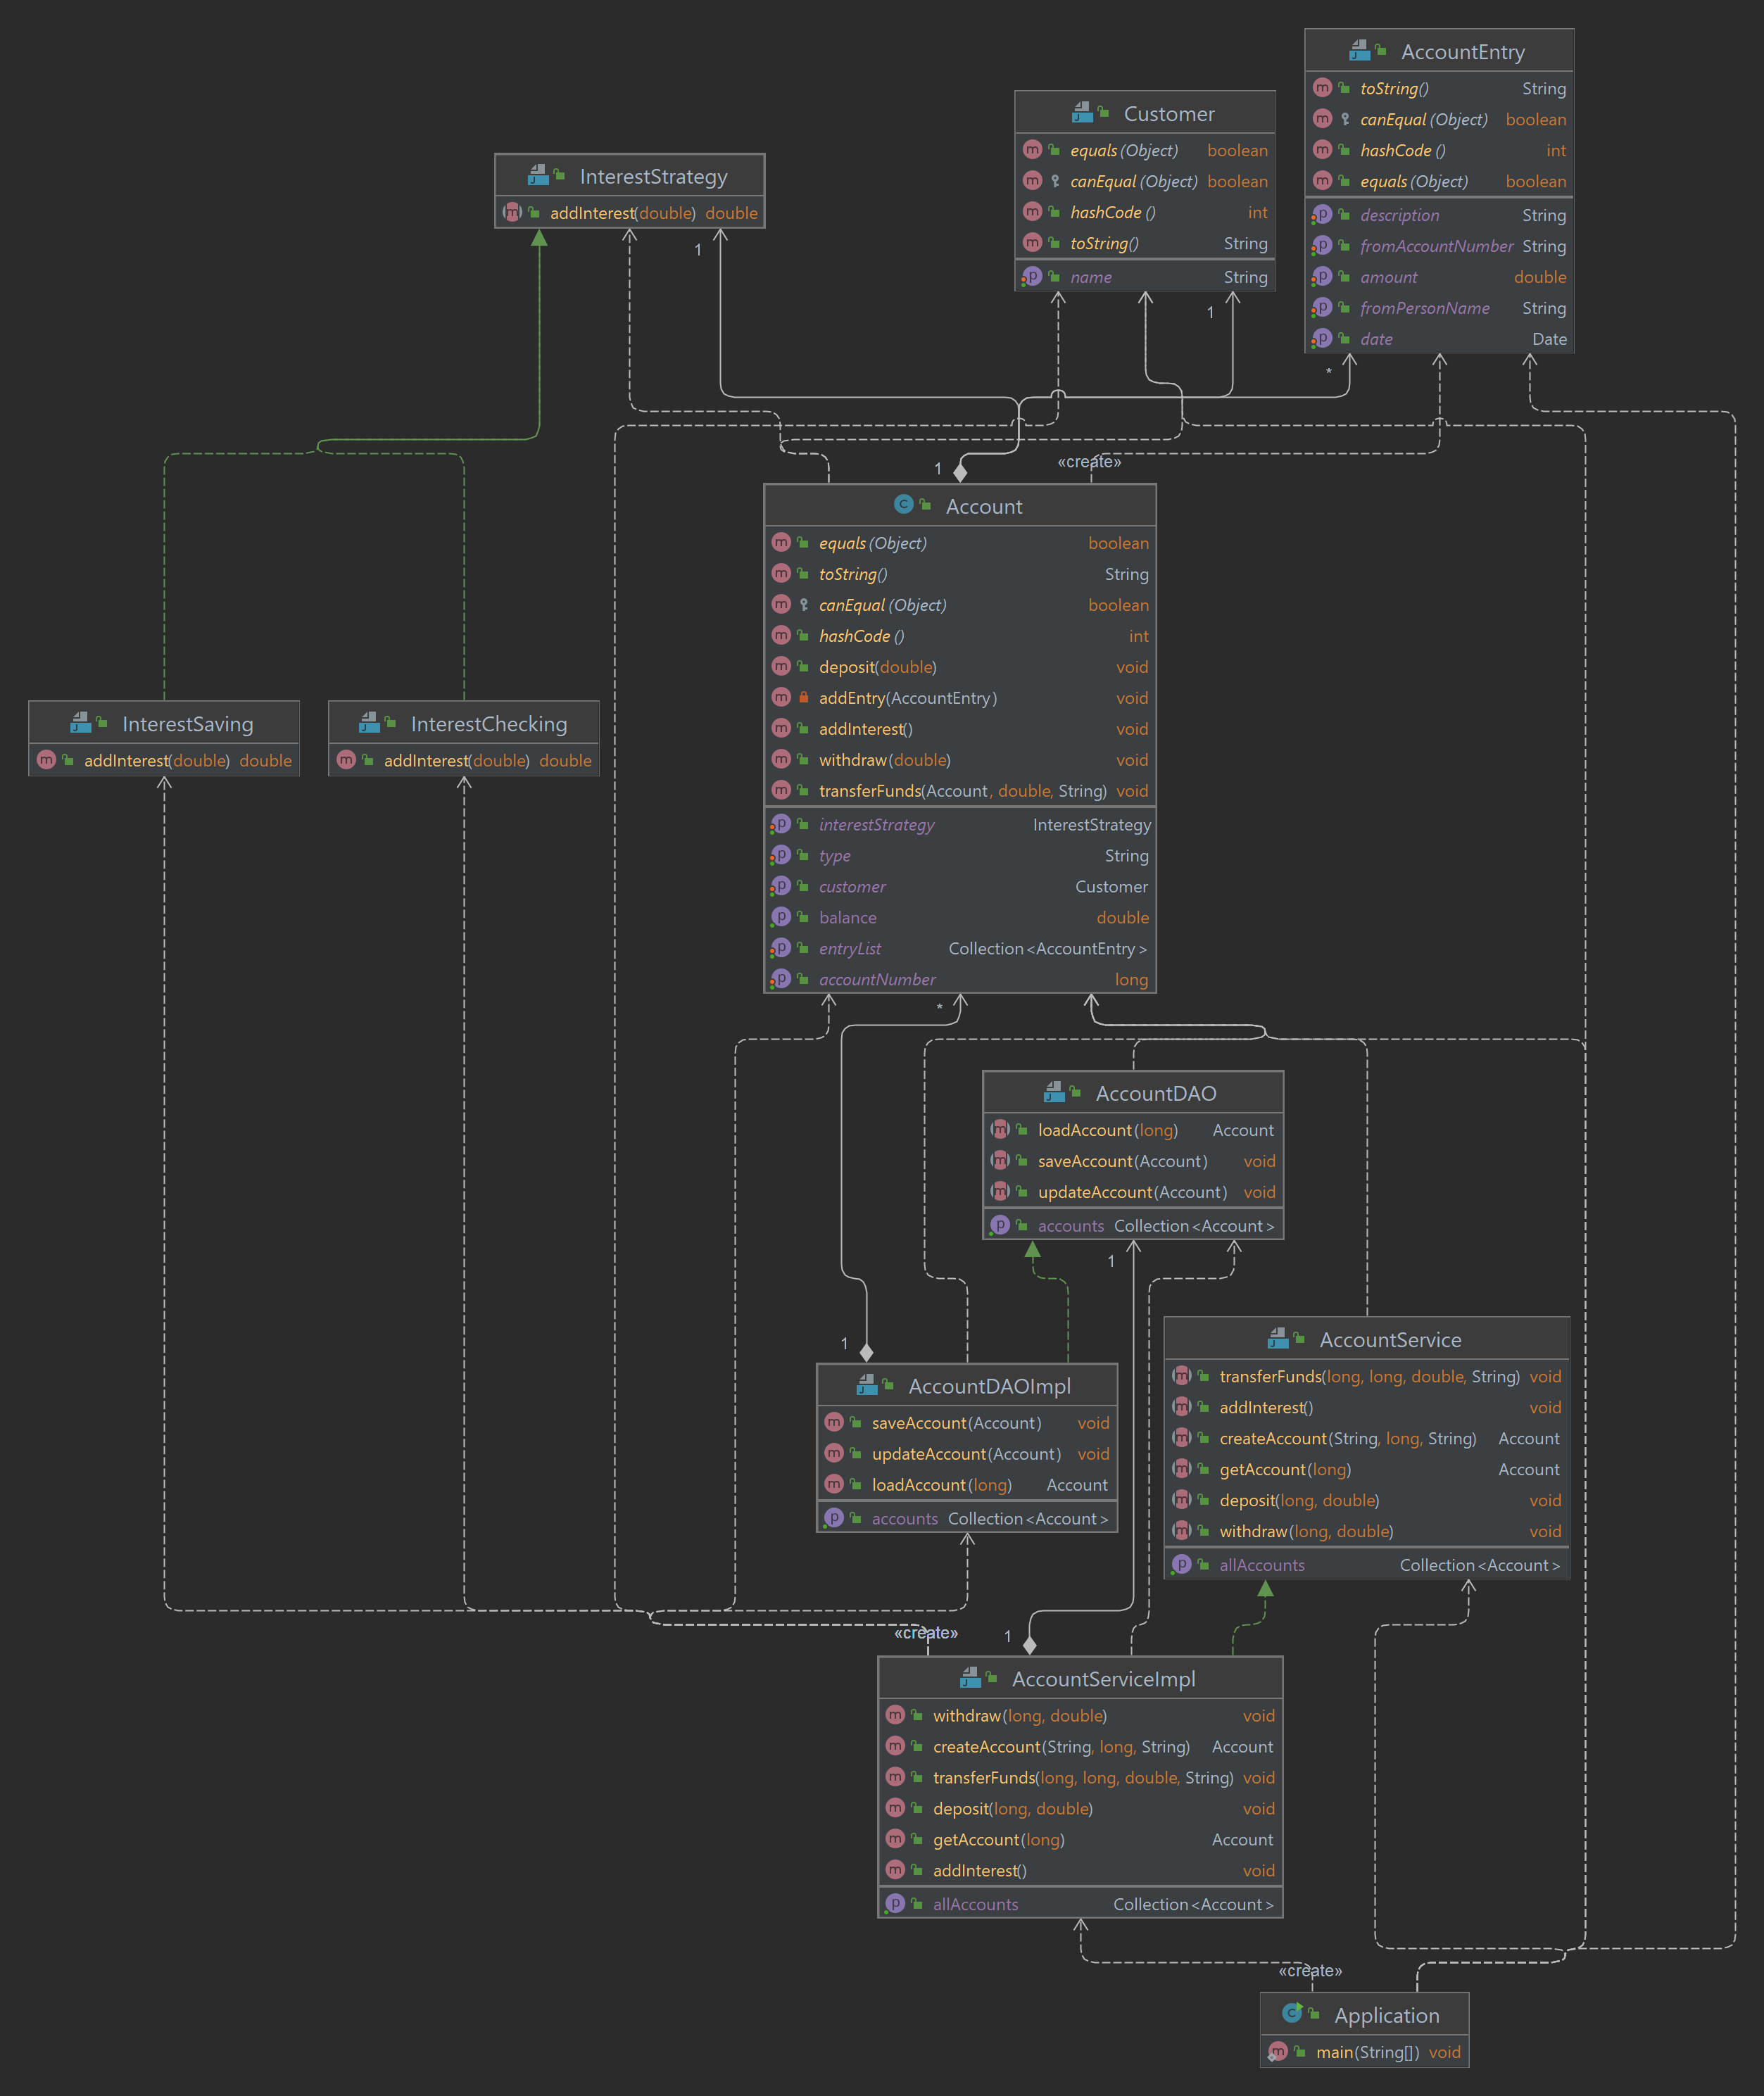 AccountEntry
toString() String
canEqual(Object) boolean
hashCode() int
equals(Object) boolean
description String
fromAccountNumber String
amount double
fromPersonName String
date Date
*
Customer
equals(Object) boolean
canEqual(Object) boolean
hashCode() int
toString() String
name String
1
InterestStrategy
addInterest(double) double
1
1
«create»
Account
equals(Object) boolean
toString() String
canEqual(Object) boolean
hashCode() int
deposit(double) void
addEntry(AccountEntry) void
addInterest() void
withdraw(double) void
transferFunds(Account, double, String) void
interestStrategy InterestStrategy
type String
customer Customer
balance double
entryList Collection<AccountEntry>
accountNumber long
*
InterestSaving
addInterest(double) double
InterestChecking
addInterest(double) double
AccountDAO
loadAccount(long) Account
saveAccount(Account) void
updateAccount(Account) void
accounts Collection<Account>
1
1
AccountDAOImpl
saveAccount(Account) void
updateAccount(Account) void
loadAccount(long) Account
accounts Collection<Account>
AccountService
transferFunds(long, long, double, String) void
addInterest() void
createAccount(String, long, String) Account
getAccount(long) Account
deposit(long, double) void
withdraw(long, double) void
allAccounts Collection<Account>
«create»
1
AccountServiceImpl
withdraw(long, double) void
createAccount(String, long, String) Account
transferFunds(long, long, double, String) void
deposit(long, double) void
getAccount(long) Account
addInterest() void
allAccounts Collection<Account>
«create»
Application
main(String[]) void